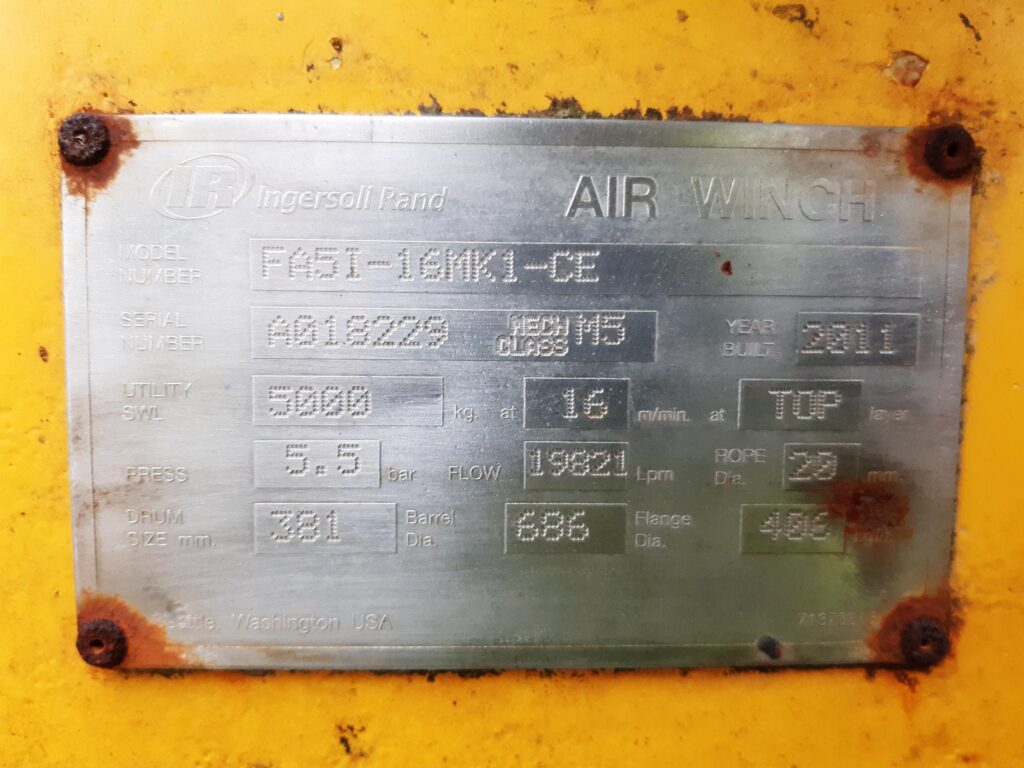 IR Ingersoll Rand AIR WINCH
MODEL NUMBER FA5I-16MK1-CE
SERIAL NUMBER A018229 MECH CLASS M5 YEAR BUILT 2011
UTILITY SWL 5000 kg. at 16 m/min. at TOP layer
PRESS 5.5 bar FLOW 19821 Lpm ROPE Dia. 20 mm.
DRUM SIZE mm. 381 Barrel Dia. 686 Flange Dia. 406
Washington USA